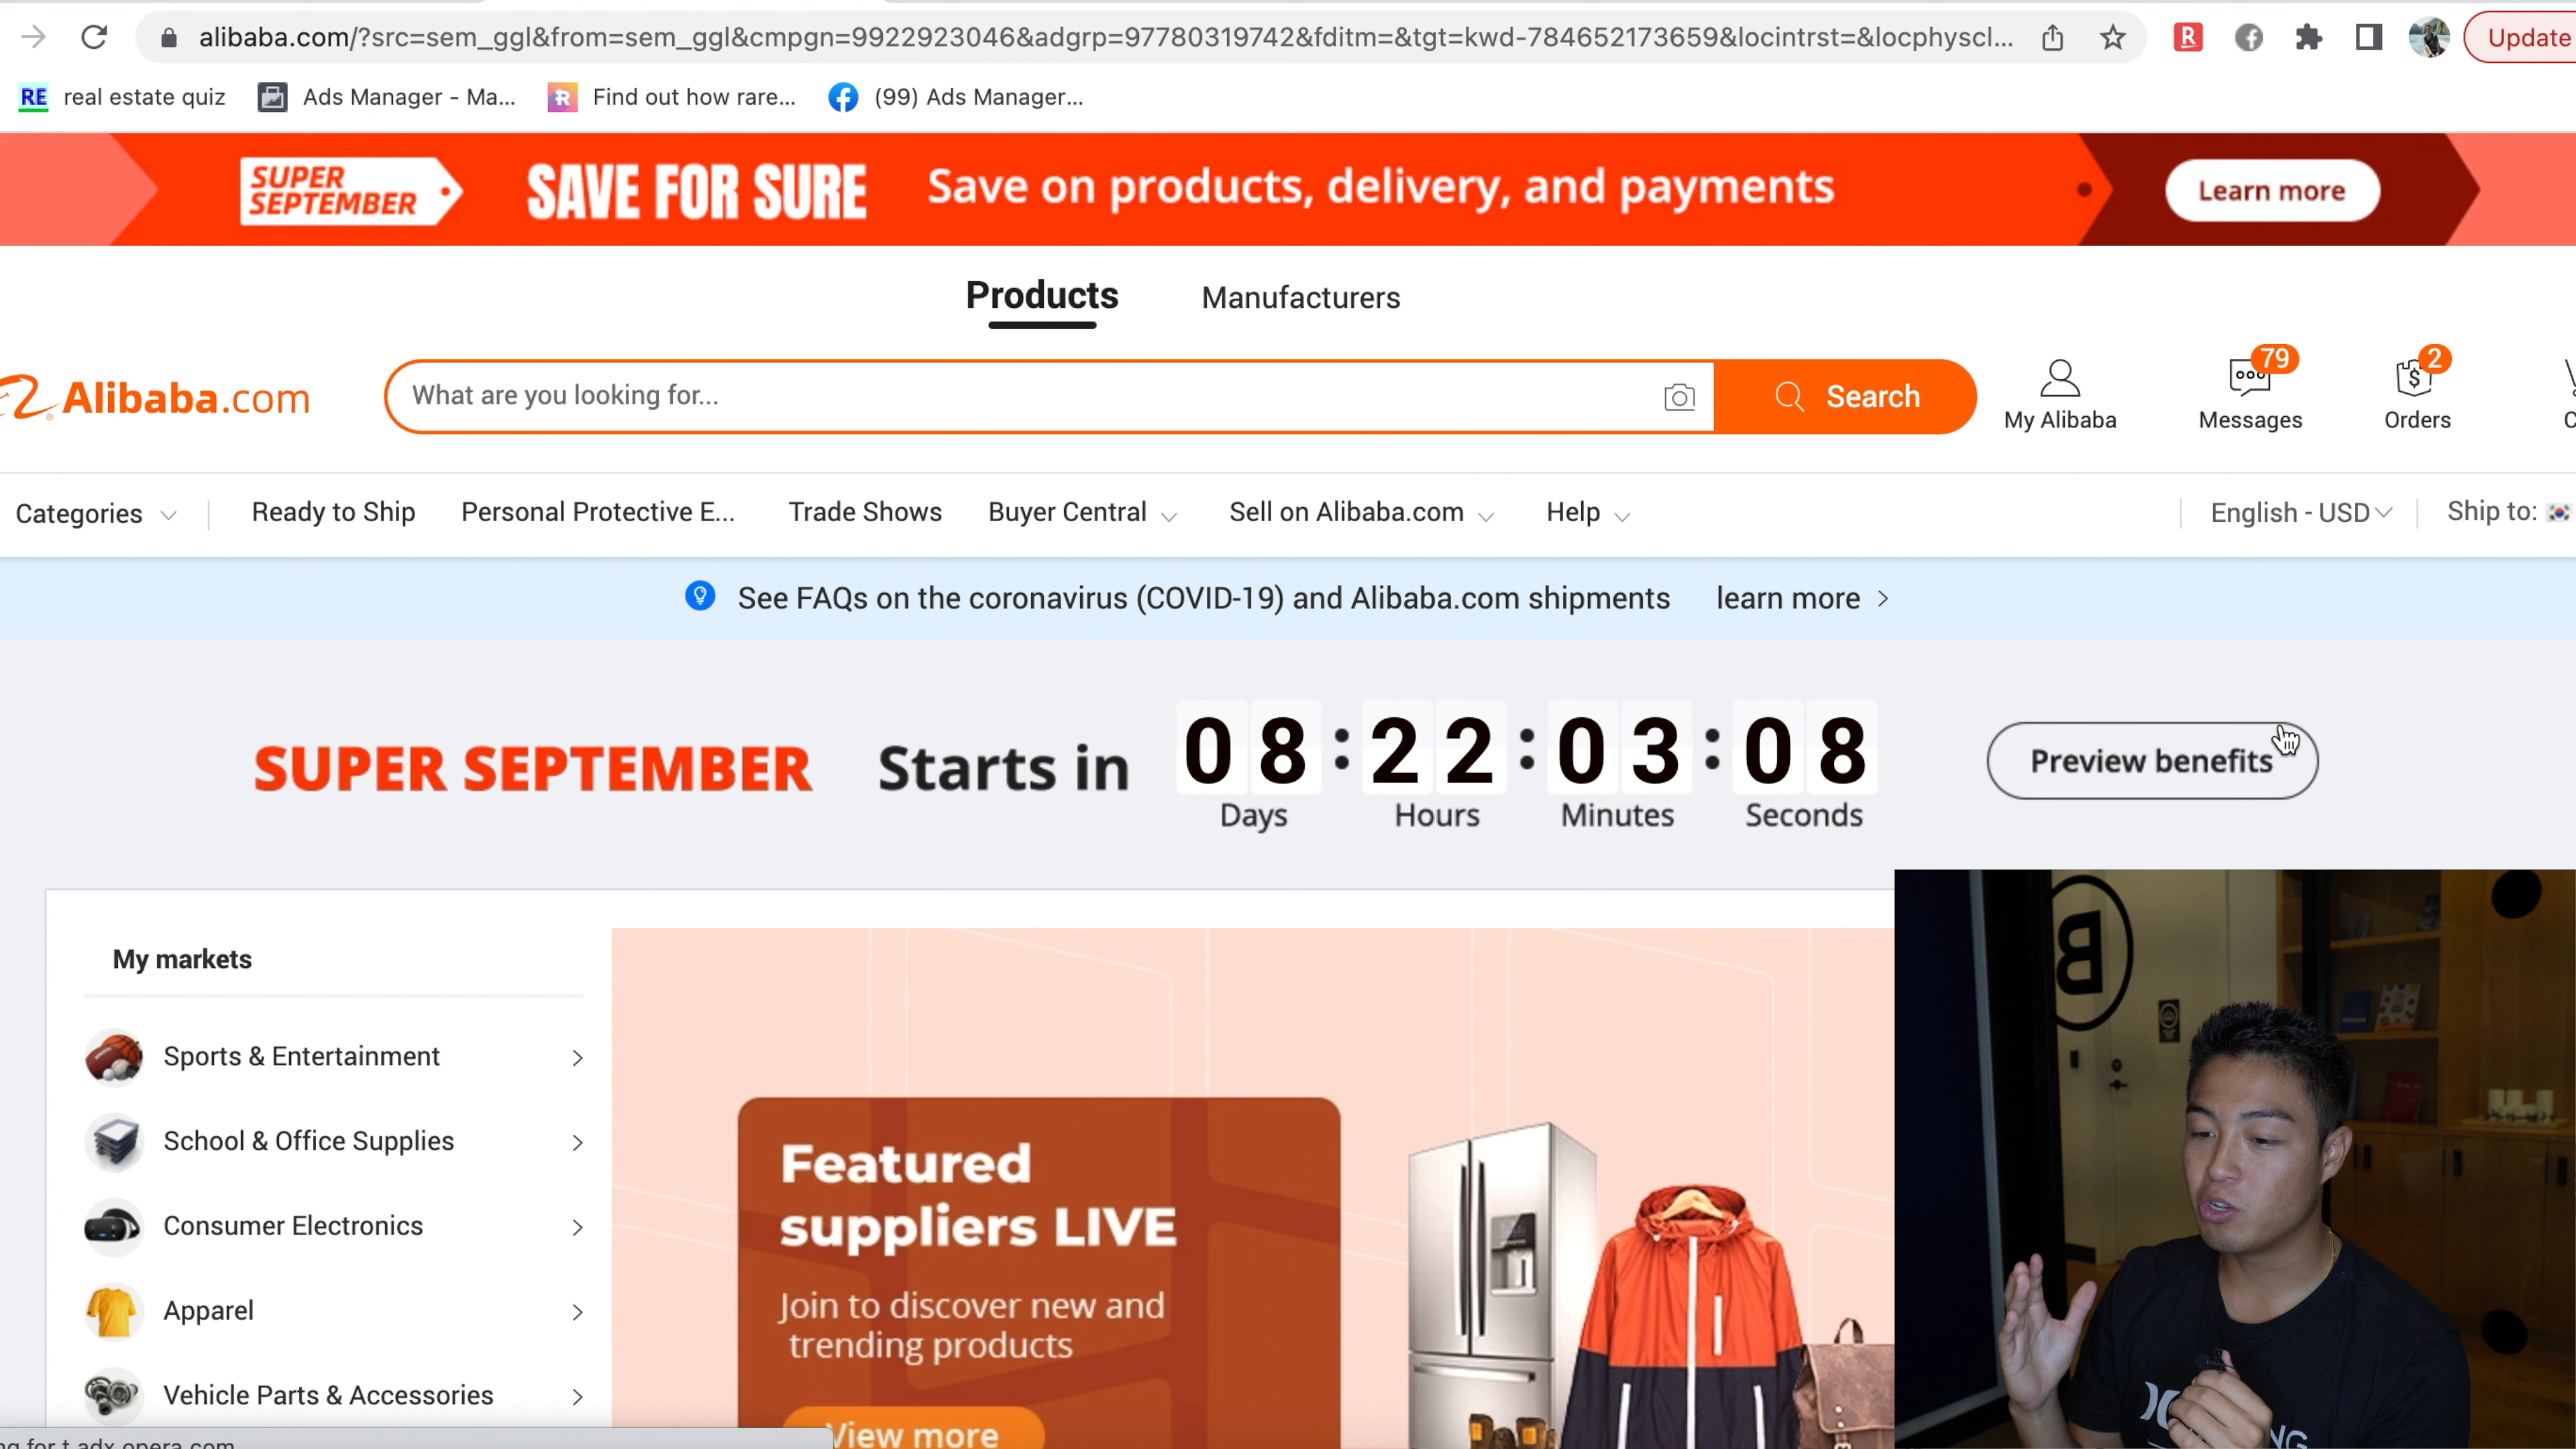 alibaba.com/?src=sem_ggl&from=sem_ggl&cmpgn=9922923046&adgrp=97780319742&fditm=&tgt=kwd-784652173659&locintrst=&locphyscl...
Update
RE real estate quiz
Ads Manager - Ma...
Find out how rare...
(99) Ads Manager...
SUPER
SEPTEMBER
SAVE FOR SURE
Save on products, delivery, and payments
Learn more
Products
Manufacturers
Alibaba.com
What are you looking for...
Search
My Alibaba
79
Messages
2
Orders
Categories
Ready to Ship
Personal Protective E...
Trade Shows
Buyer Central
Sell on Alibaba.com
Help
English - USD
Ship to:
See FAQs on the coronavirus (COVID-19) and Alibaba.com shipments
learn more
SUPER SEPTEMBER
Starts in
08 : 22 : 03 : 08
Days Hours Minutes Seconds
Preview benefits
My markets
Sports & Entertainment
School & Office Supplies
Consumer Electronics
Apparel
Vehicle Parts & Accessories
Featured
suppliers LIVE
Join to discover new and
trending products
View more
B